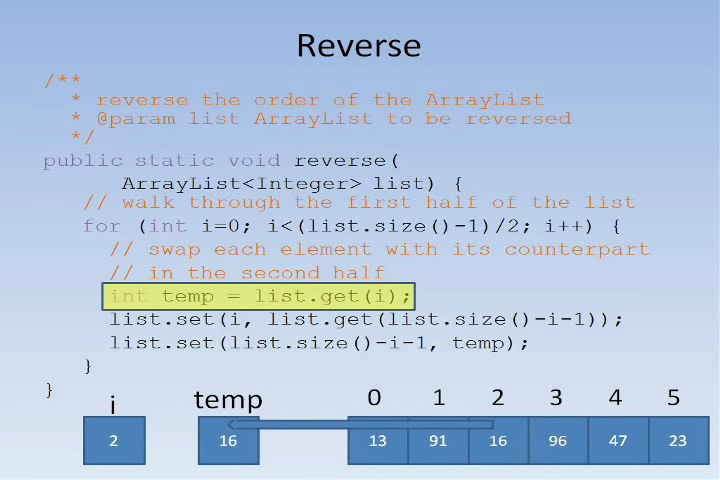 Reverse
/**
* reverse the order of the ArrayList
* @param list ArrayList to be reversed
*/
public static void reverse(
ArrayList<Integer> list) {
// walk through the first half of the list
for (int i=0; i<(list.size()-1)/2; i++) {
// swap each element with its counterpart
// in the second half
int temp = list.get(i);
list.set(i, list.get(list.size()-i-1));
list.set(list.size()-i-1, temp);
}
}
i temp 0 1 2 3 4 5
2 16 13 91 16 96 47 23